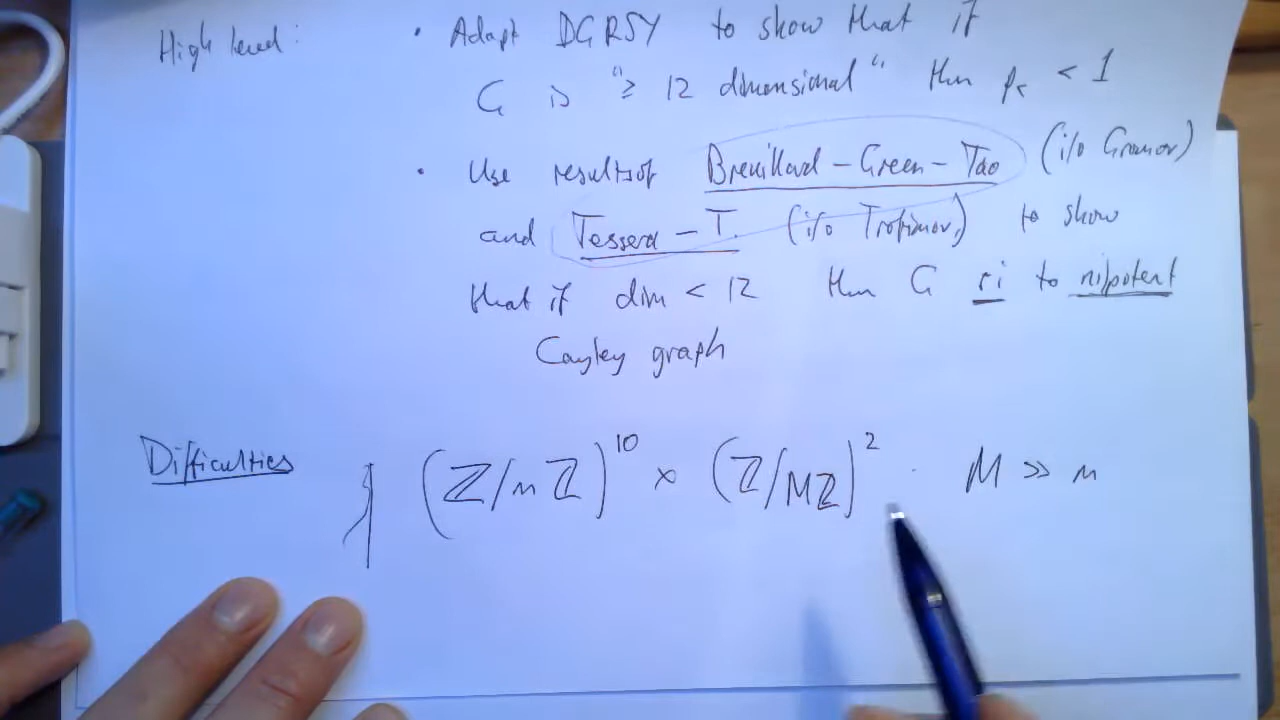 High level: • Adapt DGRSY to show that if
G is "≥ 12 dimensional" then p_c < 1
• Use results of Breuillard – Green – Tao (i/o Gromov)
and Tessera – T. (i/o Trofimov) to show
that if dim < 12 then G ri to nilpotent
Cayley graph
Difficulties (ℤ/nℤ)^10 × (ℤ/Mℤ)^2 . M ≫ n